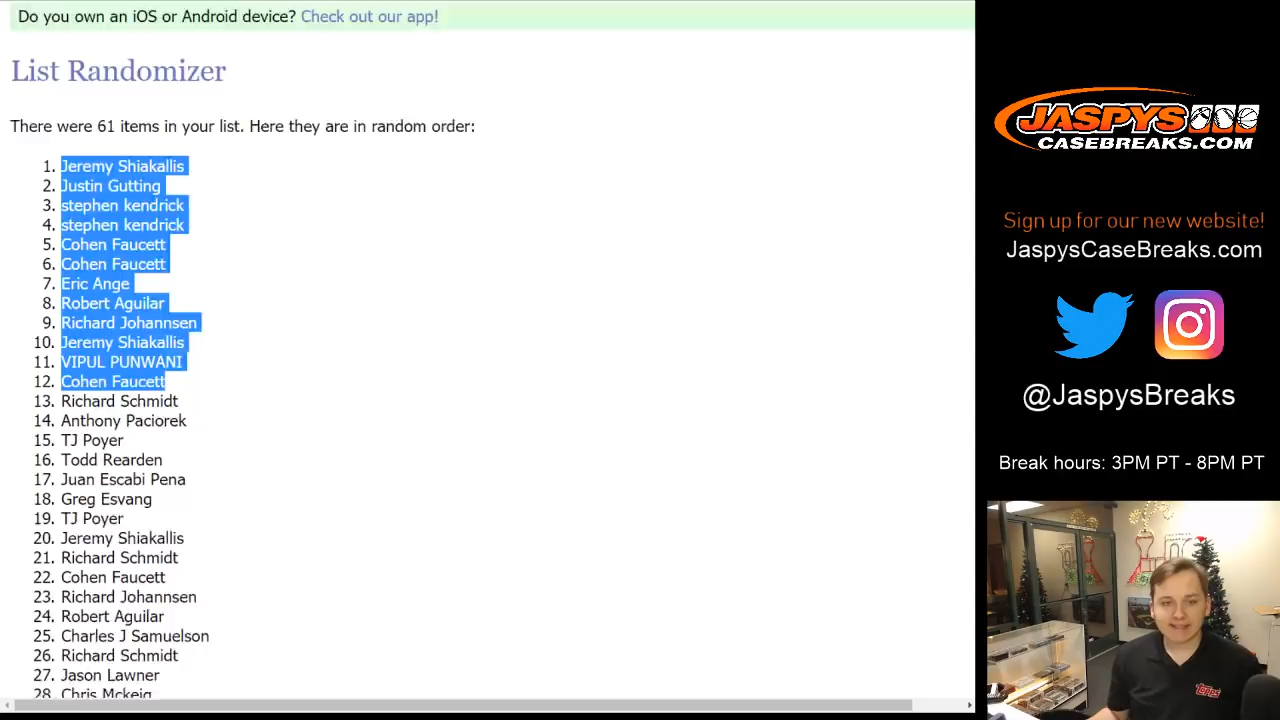 Do you own an iOS or Android device? Check out our app!
List Randomizer
There were 61 items in your list. Here they are in random order:
1. Jeremy Shiakallis
2. Justin Gutting
3. stephen kendrick
4. stephen kendrick
5. Cohen Faucett
6. Cohen Faucett
7. Eric Ange
8. Robert Aguilar
9. Richard Johannsen
10. Jeremy Shiakallis
11. VIPUL PUNWANI
12. Cohen Faucett
13. Richard Schmidt
14. Anthony Paciorek
15. TJ Poyer
16. Todd Rearden
17. Juan Escabi Pena
18. Greg Esvang
19. TJ Poyer
20. Jeremy Shiakallis
21. Richard Schmidt
22. Cohen Faucett
23. Richard Johannsen
24. Robert Aguilar
25. Charles J Samuelson
26. Richard Schmidt
27. Jason Lawner
28. Chris Mckeig
JASPYS
CASEBREAKS.COM
Sign up for our new website!
JaspysCaseBreaks.com
@JaspysBreaks
Break hours: 3PM PT - 8PM PT
topps